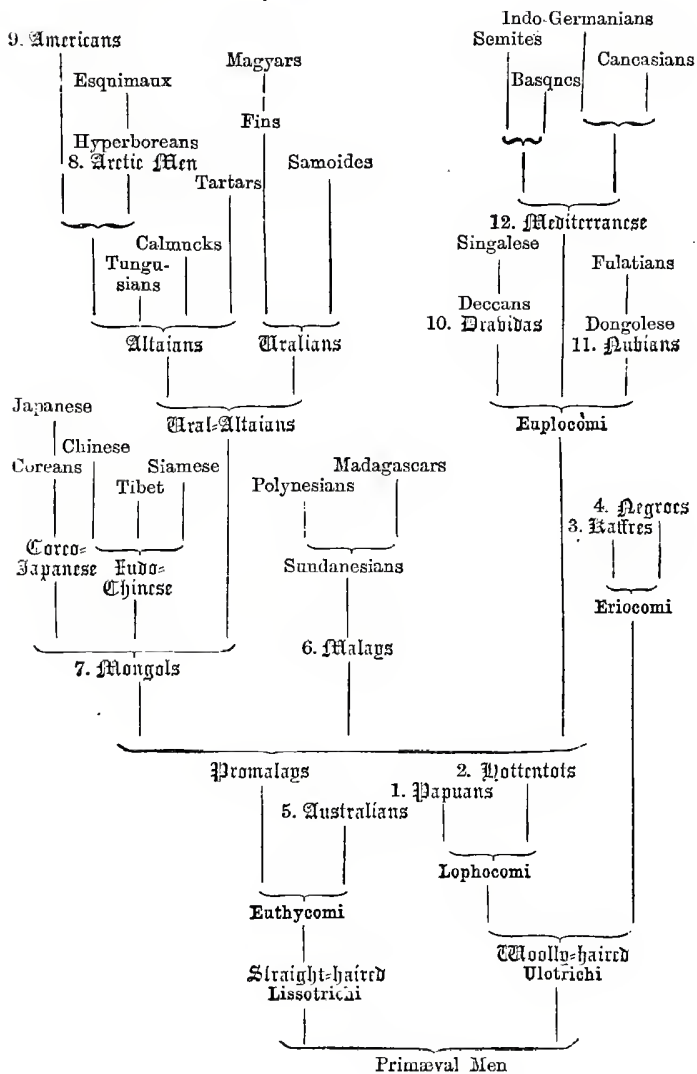 Indo-Germanians
9. Americans
Semites
Magyars
Cancasians
Esqnimaux
Basqncs
Fins
Hyperboreans
8. Arctic Men
Samoides
Tartars
12. Mediterranese
Calmucks
Singalese
Tungu-
sians
Fulatians
Deccans
10. Dravidas
Dongolese
11. Nubians
Altaians
Uralians
Japanese
Ural-Altaians
Euplocomi
Chinese
Coreans
Siamese
Madagascars
Tibet
Polynesians
4. Negroes
3. Kaffres
Coreo-
Japanese
Indo-
Chinese
Sundanesians
Eriocomi
7. Mongols
6. Malays
Promalays
2. Hottentots
1. Papuans
5. Australians
Lophocomi
Euthycomi
Woolly-haired
Ulotrichi
Straight-haired
Lissotrichi
Primæval Men